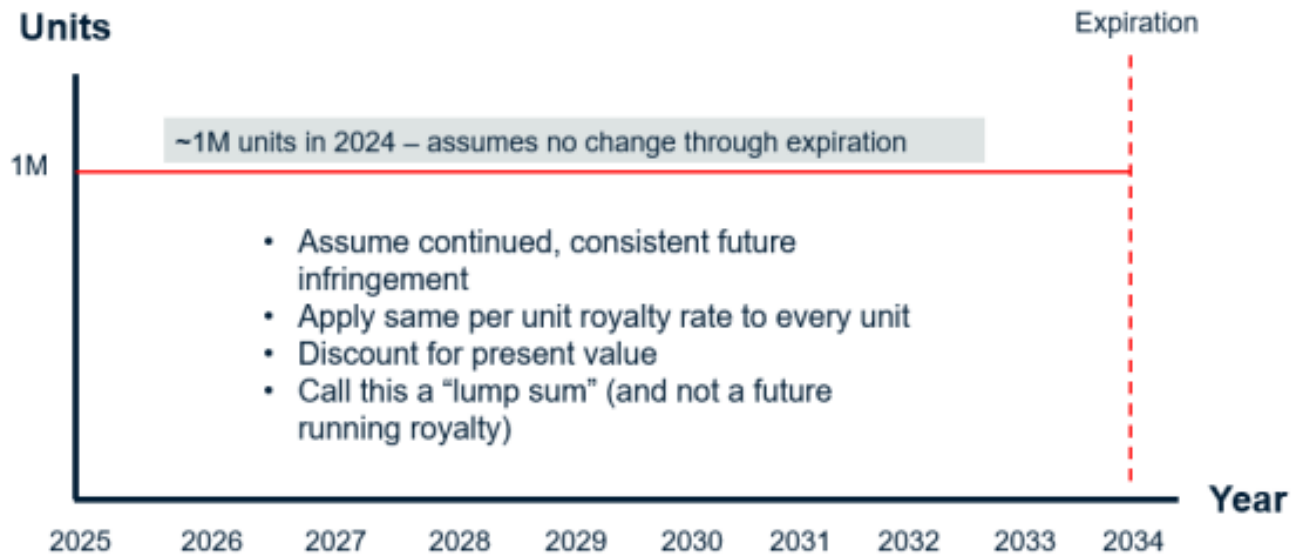 Units
Expiration
~1M units in 2024 – assumes no change through expiration
1M
• Assume continued, consistent future
infringement
• Apply same per unit royalty rate to every unit
• Discount for present value
• Call this a “lump sum” (and not a future
running royalty)
Year
2025 2026 2027 2028 2029 2030 2031 2032 2033 2034